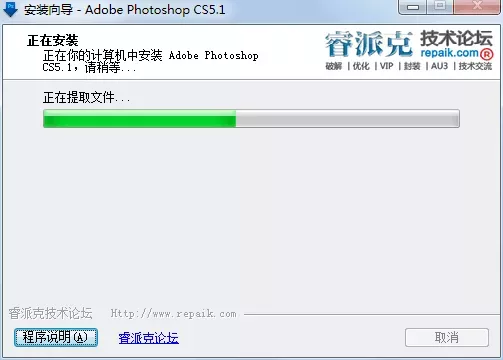 安装向导 - Adobe Photoshop CS5.1
正在安装
正在你的计算机中安装 Adobe Photoshop
CS5.1，请稍等...
睿派克 技术论坛
repaik.com®
破解 | 优化 | VIP | 封装 | AU3 | 技术交流
正在提取文件...
睿派克技术论坛 Http://www.repaik.com
程序说明(A)
睿派克论坛
取消